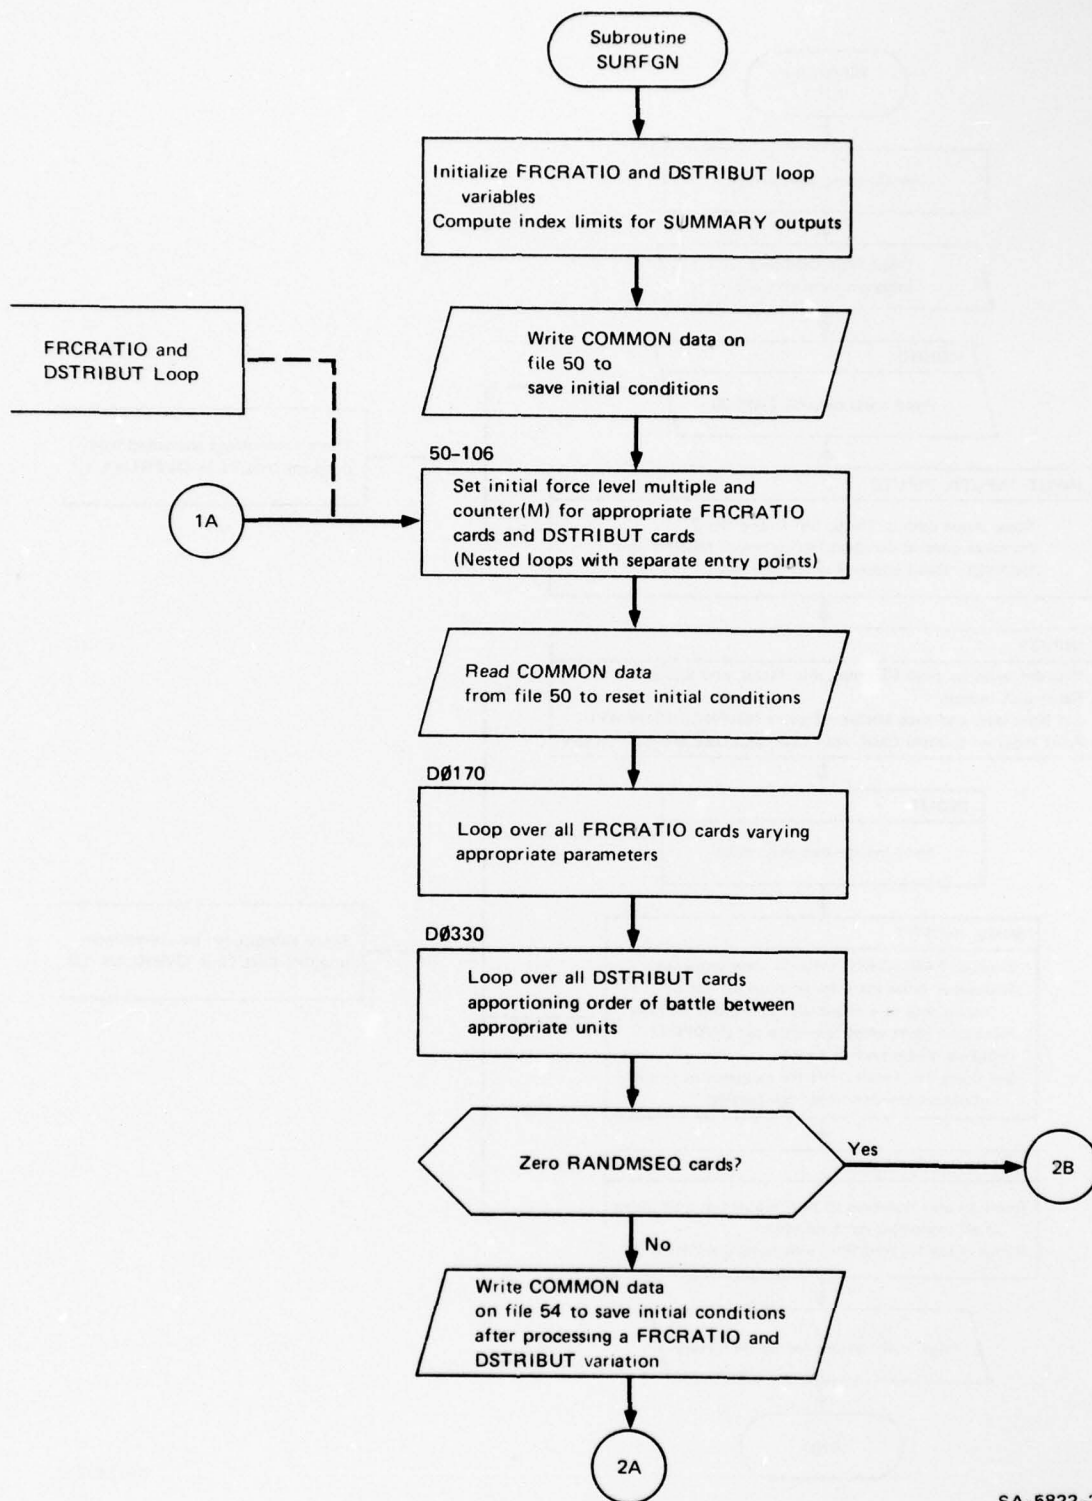 Subroutine
SURFGN
Initialize FRCRATIO and DSTRIBUT loop
variables
Compute index limits for SUMMARY outputs
Write COMMON data on
file 50 to
save initial conditions
FRCRATIO and
DSTRIBUT Loop
50-106
1A
Set initial force level multiple and
counter(M) for appropriate FRCRATIO
cards and DSTRIBUT cards
(Nested loops with separate entry points)
Read COMMON data
from file 50 to reset initial conditions
DØ170
Loop over all FRCRATIO cards varying
appropriate parameters
DØ330
Loop over all DSTRIBUT cards
apportioning order of battle between
appropriate units
Zero RANDMSEQ cards?
Yes
2B
No
Write COMMON data
on file 54 to save initial conditions
after processing a FRCRATIO and
DSTRIBUT variation
2A